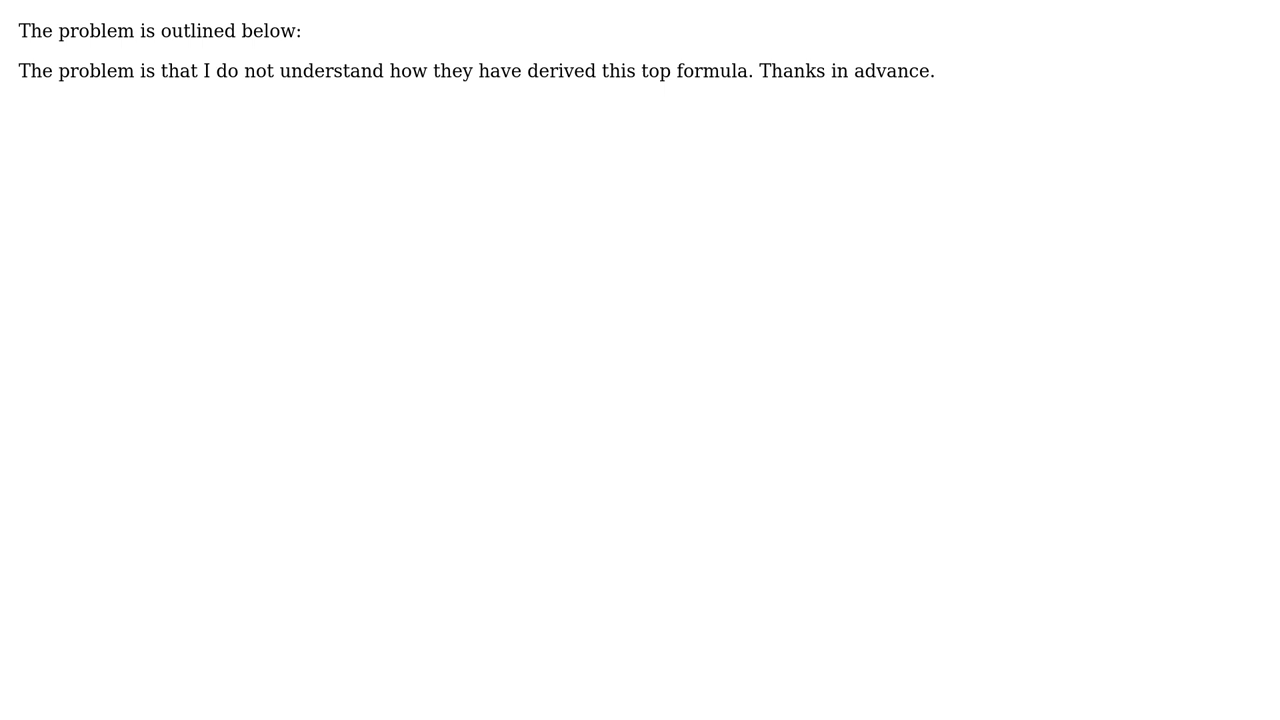 The problem is outlined below:
The problem is that I do not understand how they have derived this top formula. Thanks in advance.